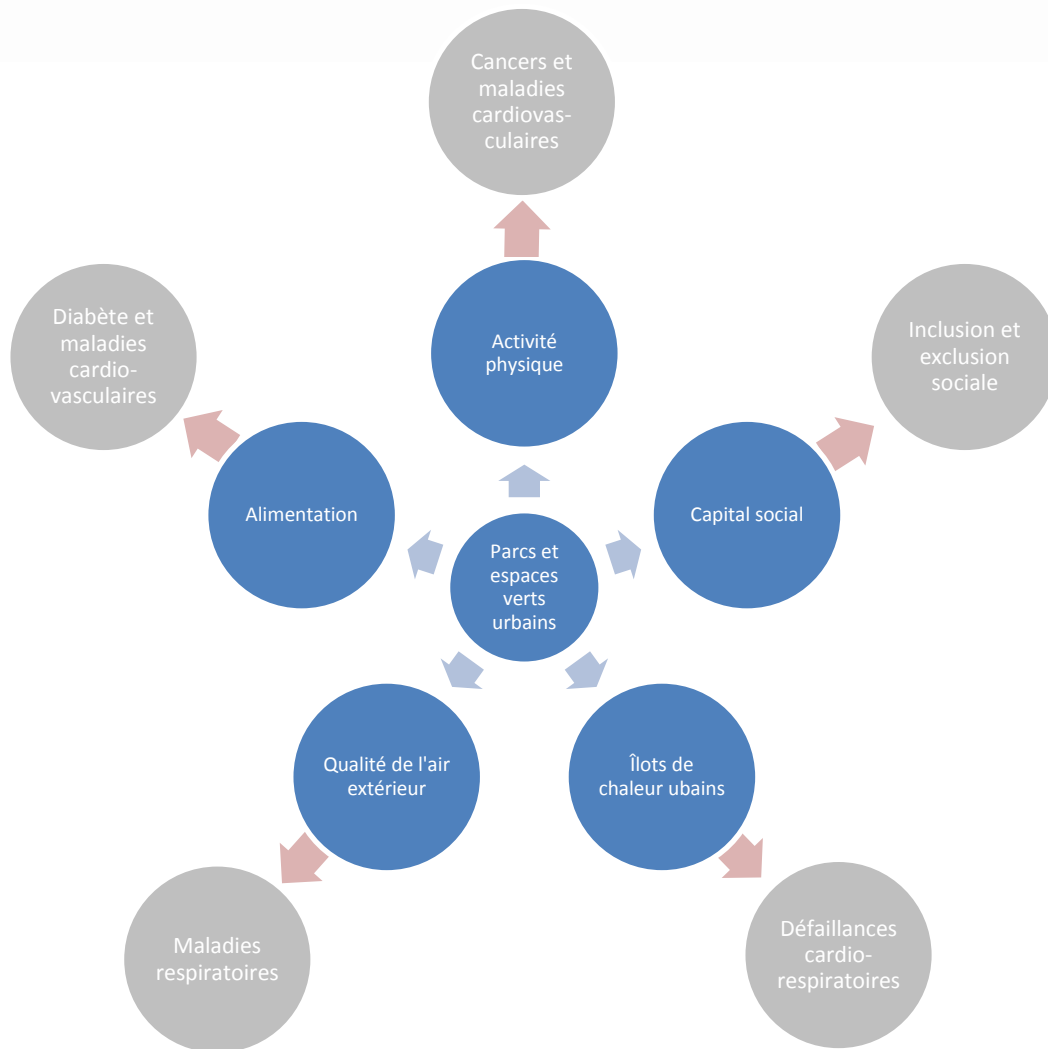 Cancers et
maladies
cardiovas-
culaires
Diabète et
maladies
cardio-
vasculaires
Activité
physique
Inclusion et
exclusion
sociale
Alimentation
Capital social
Parcs et
espaces
verts
urbains
Qualité de l'air
extérieur
Îlots de
chaleur ubains
Maladies
respiratoires
Défaillances
cardio-
respiratoires